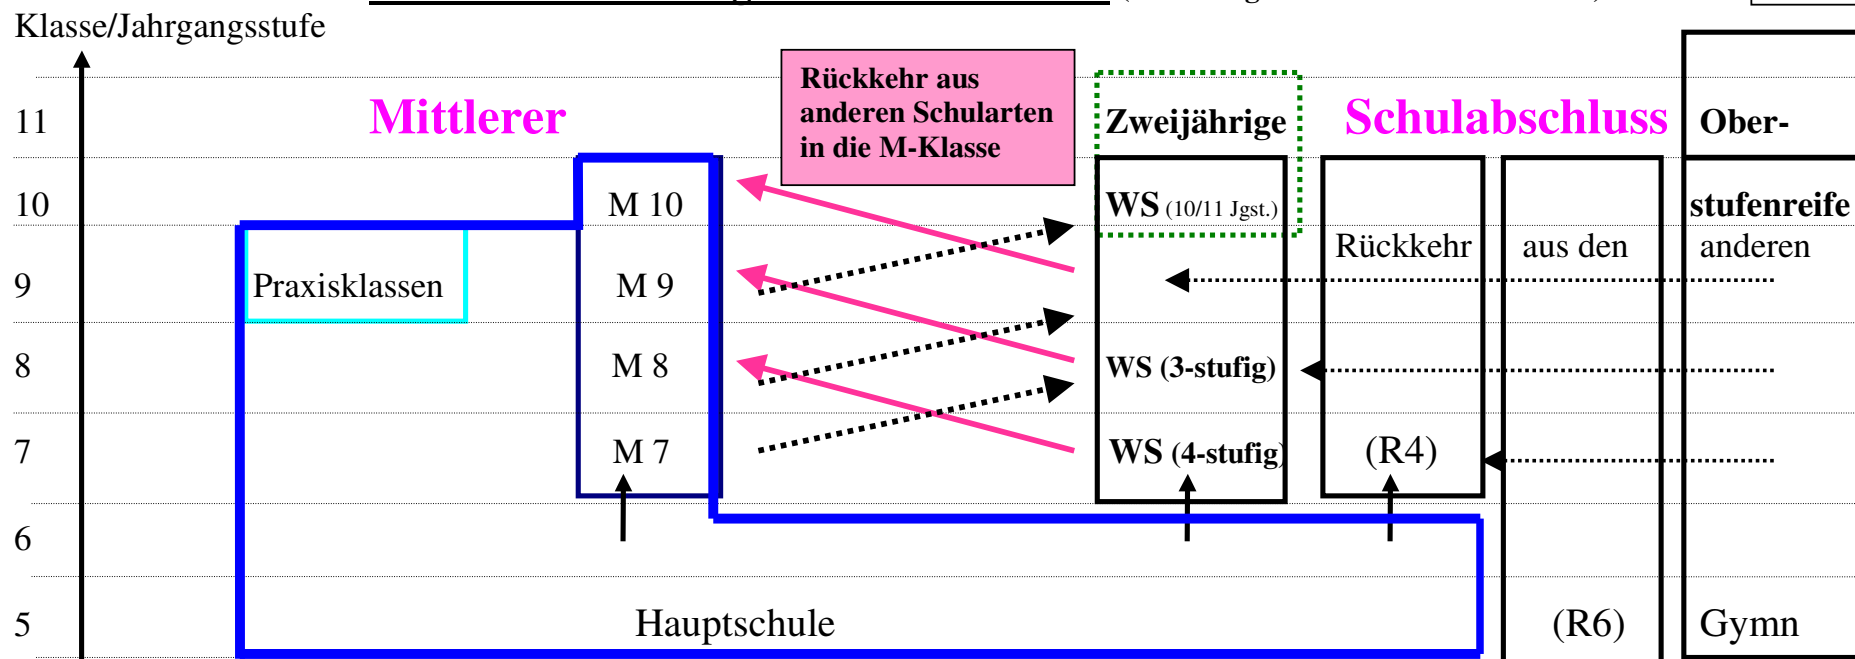 Klasse/Jahrgangsstufe
Rückkehr aus
anderen Schularten
in die M-Klasse
11 Mittlerer Zweijährige Schulabschluss Ober-
10 M 10 WS (10/11 Jgst.) stufenreife
Rückkehr aus den anderen
9 Praxisklassen M 9
8 M 8 WS (3-stufig)
7 M 7 WS (4-stufig) (R4)
6
5 Hauptschule (R6) Gymn